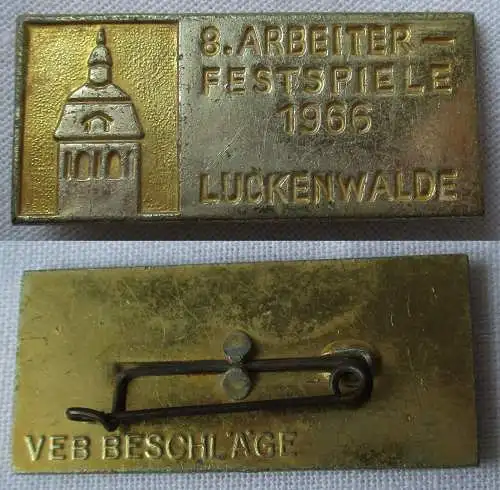 8. ARBEITER –
FESTSPIELE
1966
LUCKENWALDE
VEB BESCHLÄGE